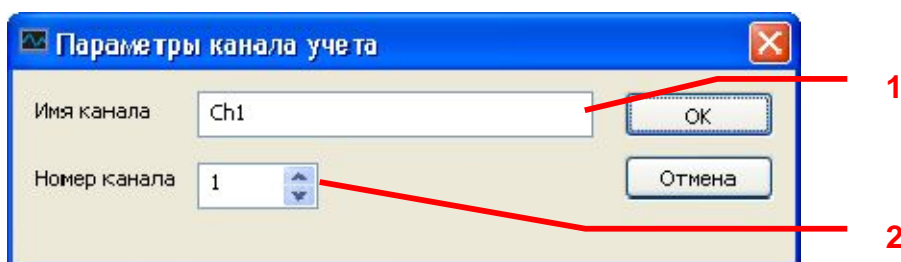 Параметры канала учета
1
Имя канала Ch1 OK
Номер канала 1 Отмена
2